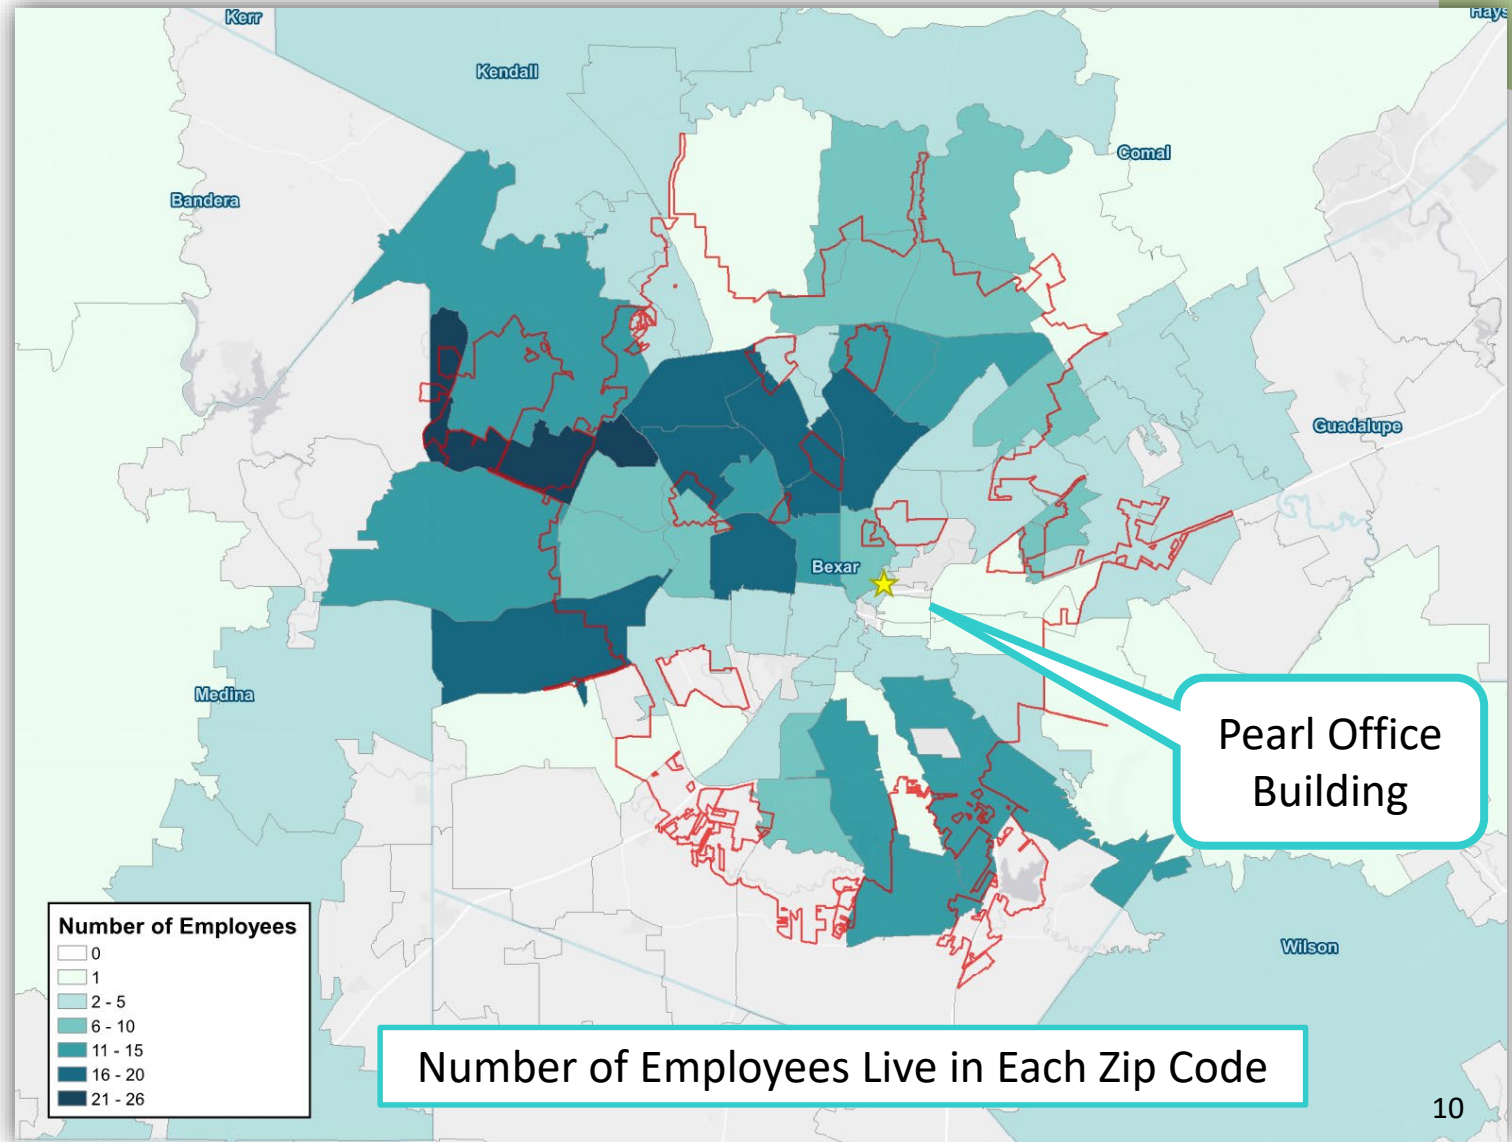 Kerr
Hays
Kendall
Comal
Bandera
Guadalupe
Bexar
Medina
Pearl Office
Building
Number of Employees
0
1
2 - 5
6 - 10
11 - 15
16 - 20
21 - 26
Wilson
Number of Employees Live in Each Zip Code
10